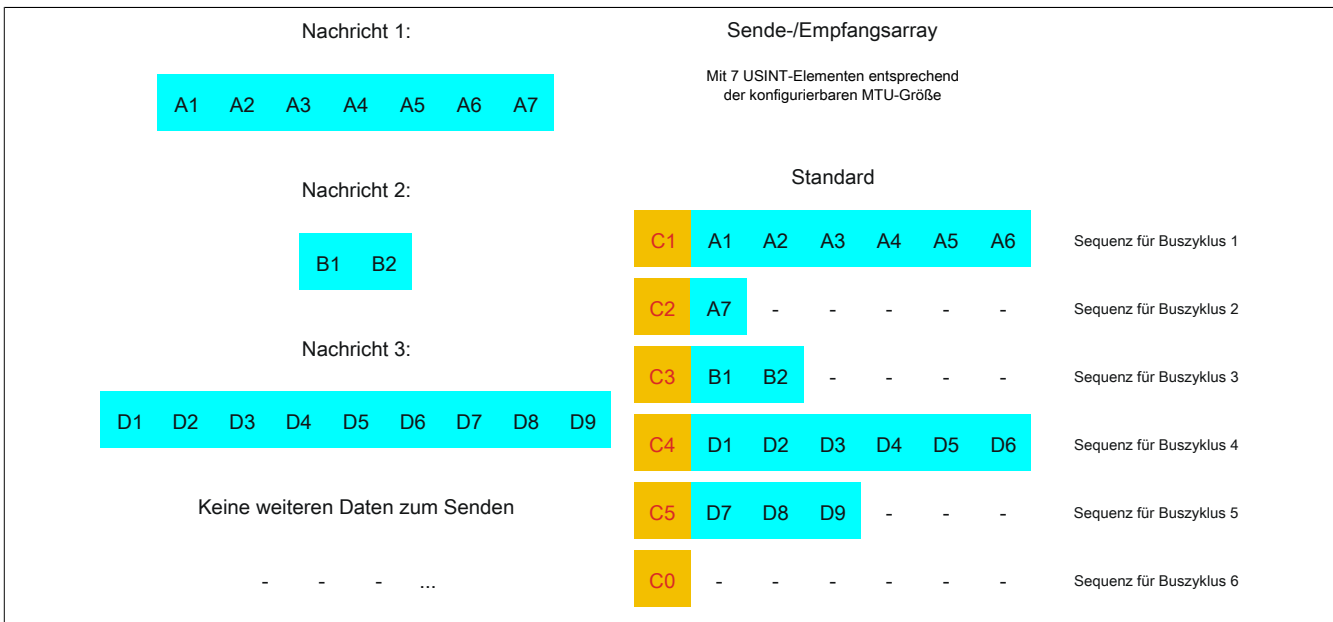 Nachricht 1:
A1 A2 A3 A4 A5 A6 A7
Nachricht 2:
B1 B2
Nachricht 3:
D1 D2 D3 D4 D5 D6 D7 D8 D9
Keine weiteren Daten zum Senden
- - - ...
Sende-/Empfangsarray
Mit 7 USINT-Elementen entsprechend
der konfigurierbaren MTU-Größe
Standard
C1 A1 A2 A3 A4 A5 A6 Sequenz für Buszyklus 1
C2 A7 - - - - - Sequenz für Buszyklus 2
C3 B1 B2 - - - - Sequenz für Buszyklus 3
C4 D1 D2 D3 D4 D5 D6 Sequenz für Buszyklus 4
C5 D7 D8 D9 - - - Sequenz für Buszyklus 5
C0 - - - - - - Sequenz für Buszyklus 6